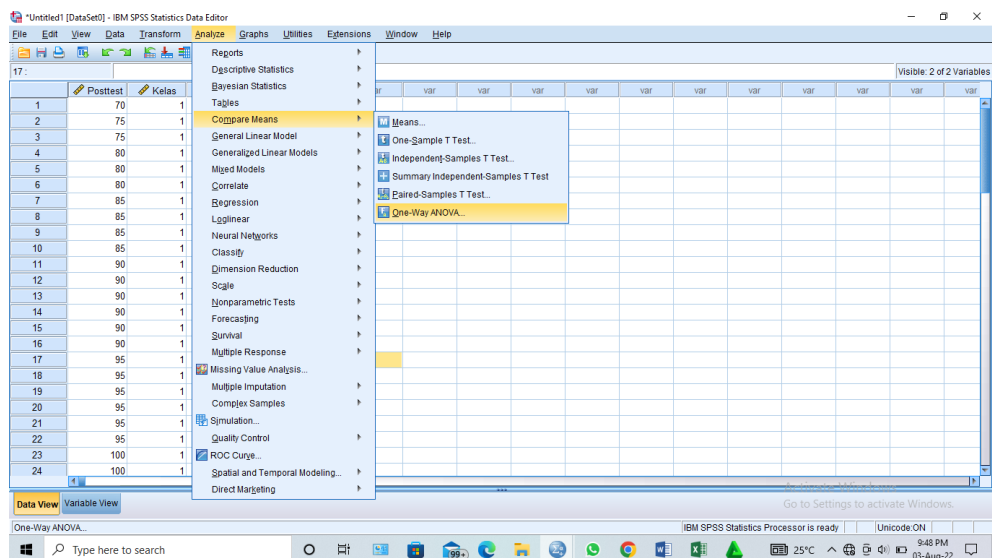 *Untitled1 [DataSet0] - IBM SPSS Statistics Data Editor
File Edit View Data Transform Analyze Graphs Utilities Extensions Window Help
17 :
Visible: 2 of 2 Variables
Posttest Kelas var var var var var var var var var var var
1 70 1
2 75 1
3 75 1
4 80 1
5 80 1
6 80 1
7 85 1
8 85 1
9 85 1
10 85 1
11 90 1
12 90 1
13 90 1
14 90 1
15 90 1
16 90 1
17 95 1
18 95 1
19 95 1
20 95 1
21 95 1
22 95 1
23 100 1
24 100 1
Reports
Descriptive Statistics
Bayesian Statistics
Tables
Compare Means
General Linear Model
Generalized Linear Models
Mixed Models
Correlate
Regression
Loglinear
Neural Networks
Classify
Dimension Reduction
Scale
Nonparametric Tests
Forecasting
Survival
Multiple Response
Missing Value Analysis...
Multiple Imputation
Complex Samples
Simulation...
Quality Control
ROC Curve...
Spatial and Temporal Modeling...
Direct Marketing
Means...
One-Sample T Test...
Independent-Samples T Test...
Summary Independent-Samples T Test
Paired-Samples T Test...
One-Way ANOVA...
Data View Variable View
Go to Settings to activate Windows.
One-Way ANOVA...
IBM SPSS Statistics Processor is ready
Unicode:ON
Type here to search
99+
25°C
9:48 PM
03-Aug-22